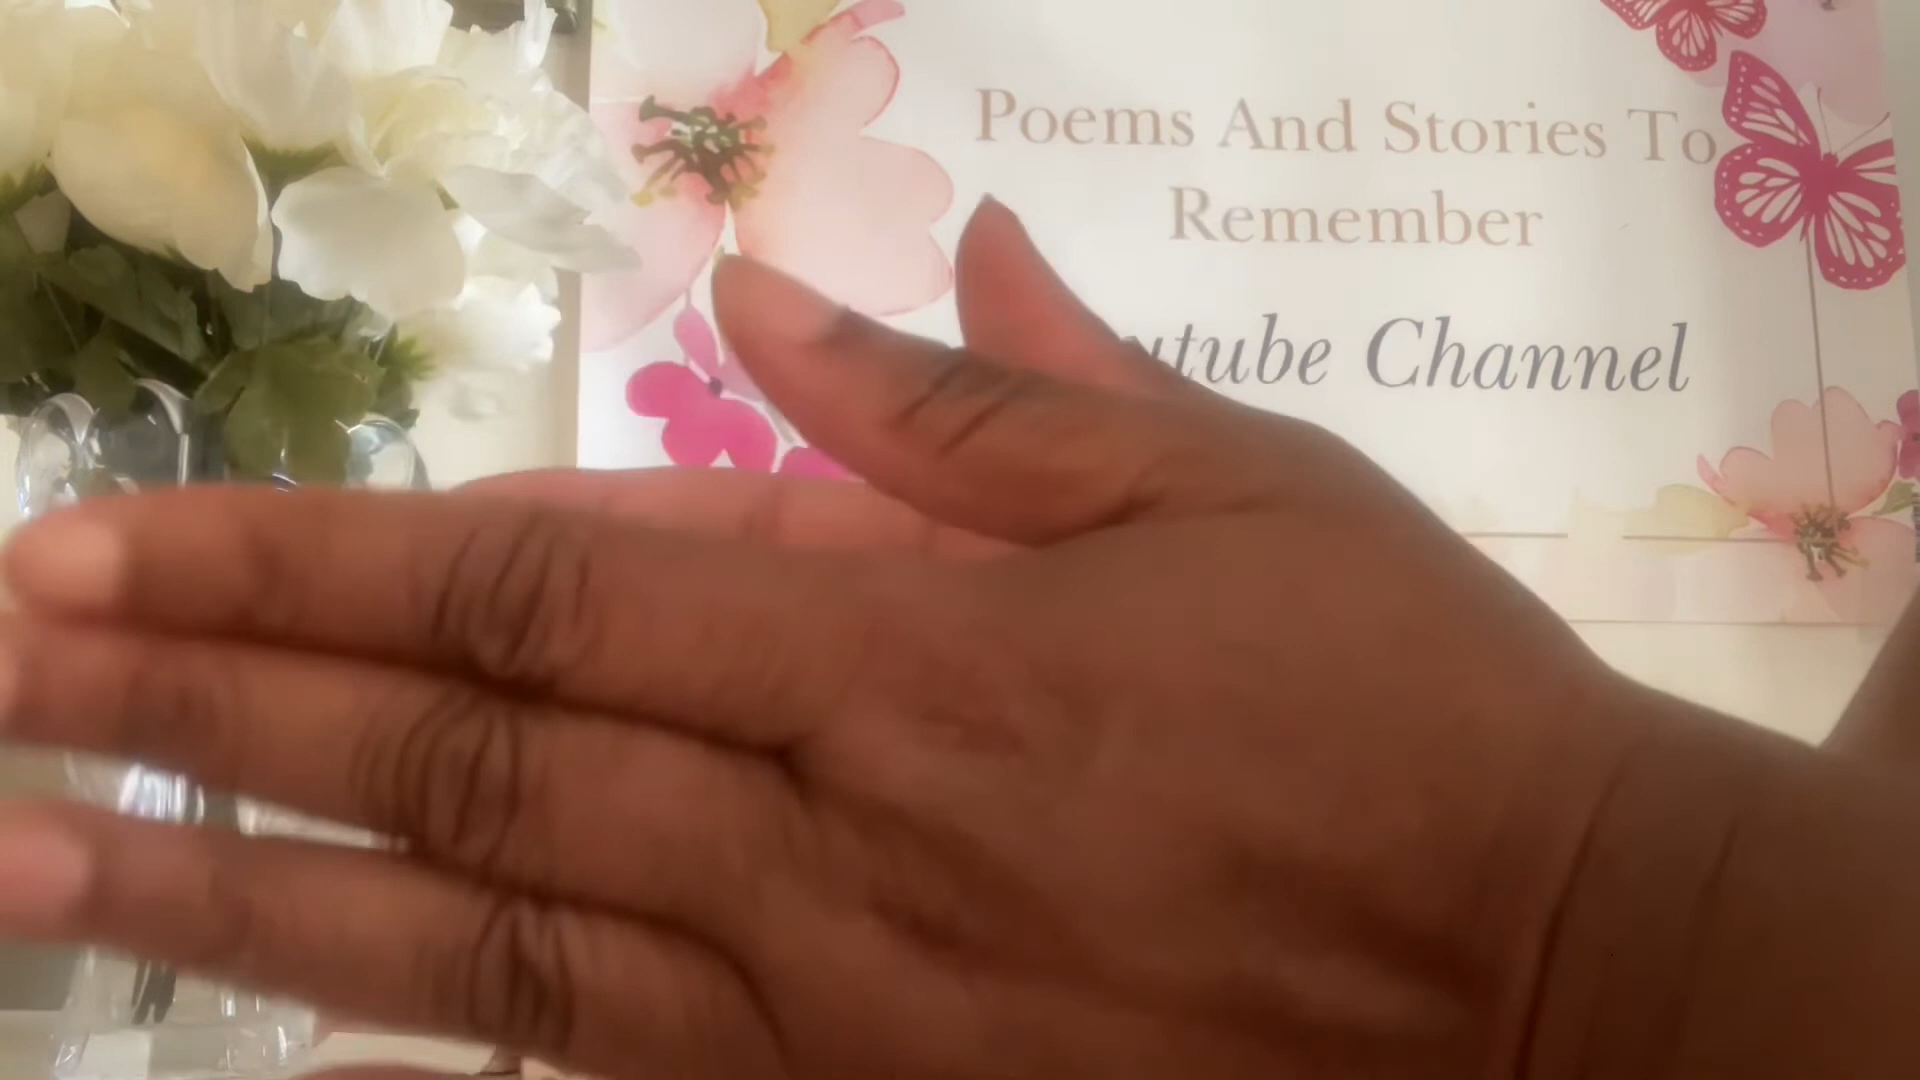 Poems And Stories To
Remember
Channel